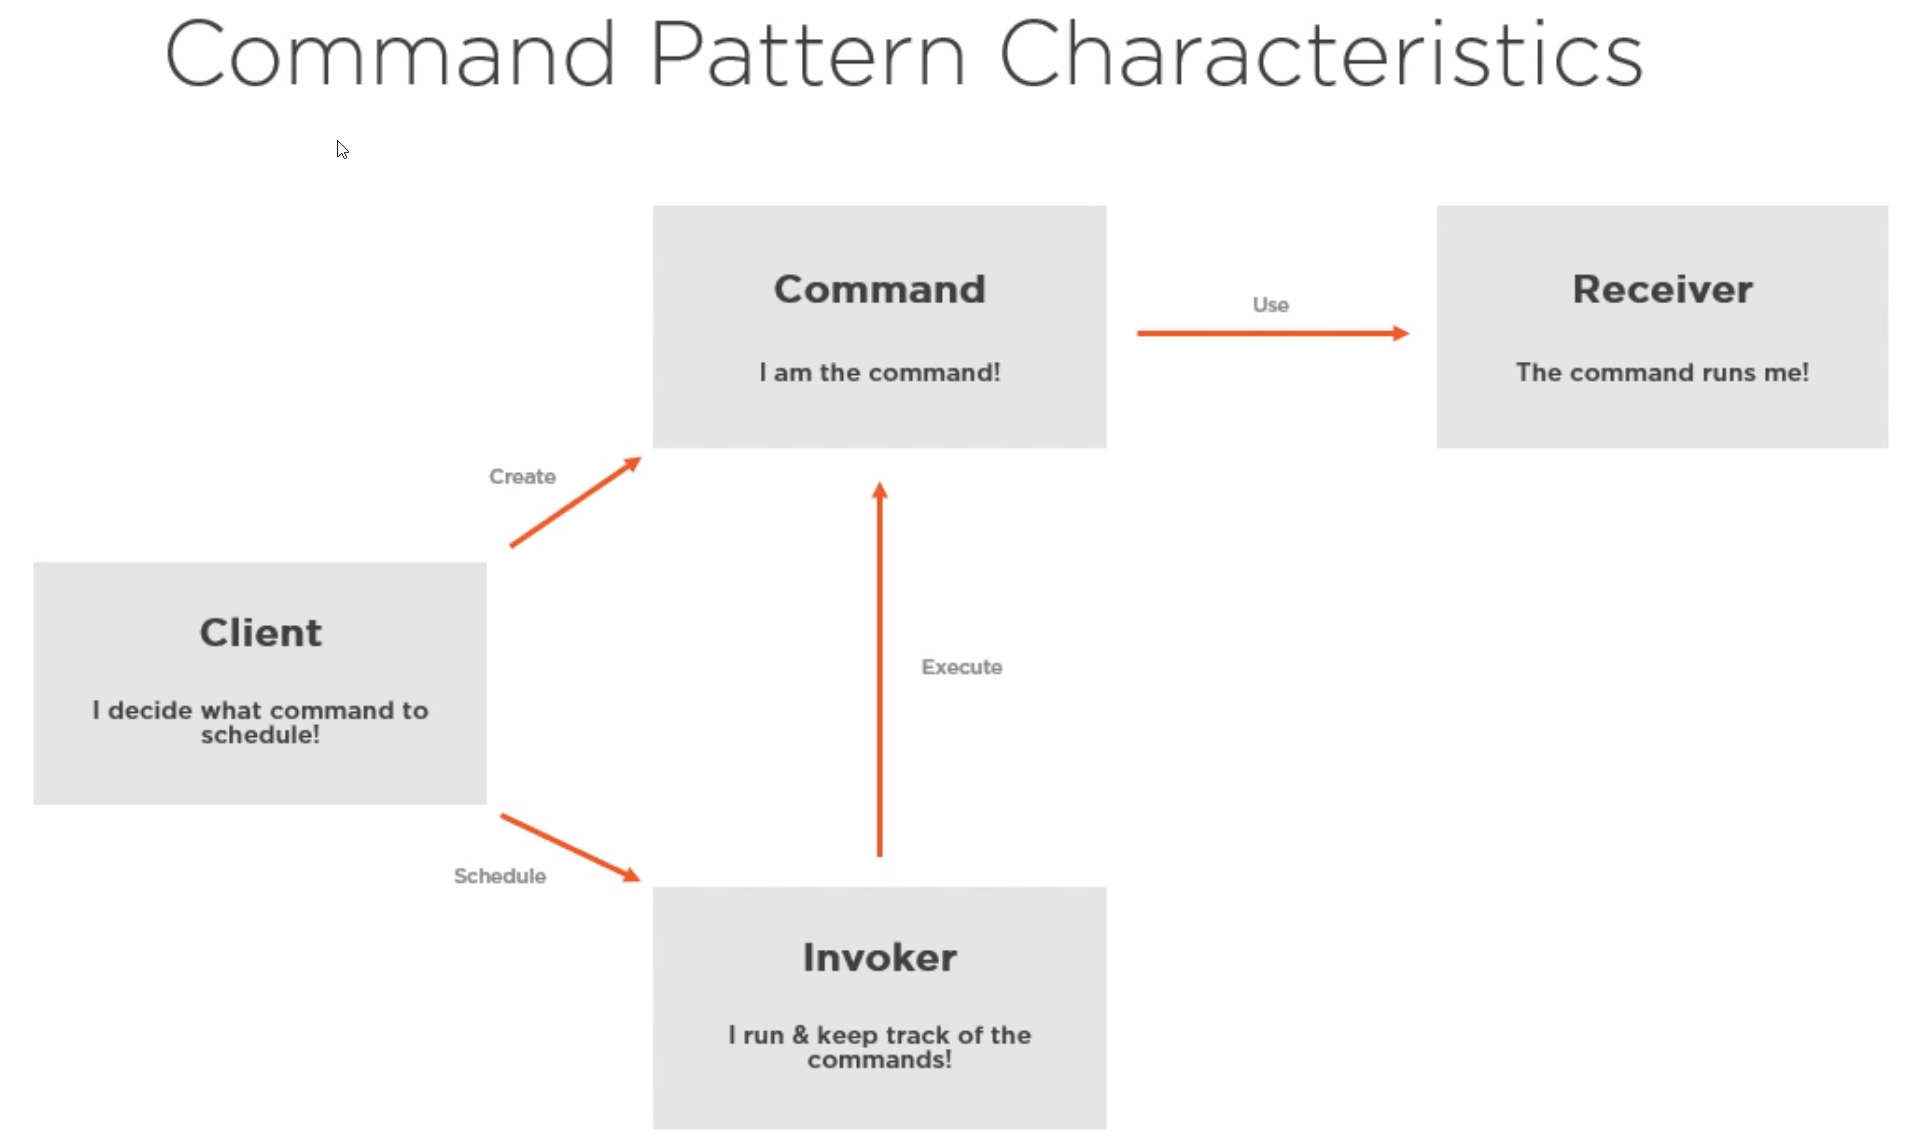 Command Pattern Characteristics
Command
I am the command!
Use
Receiver
The command runs me!
Create
Client
I decide what command to
schedule!
Execute
Schedule
Invoker
I run & keep track of the
commands!